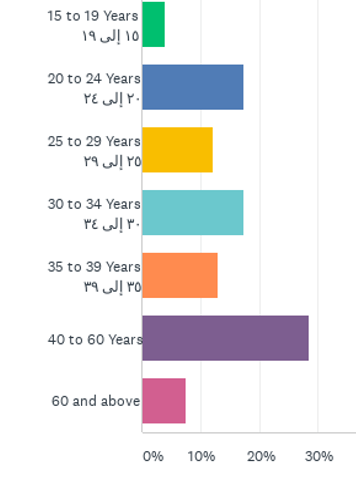 15 to 19 Years
١٥ إلى ١٩
20 to 24 Years
٢٠ إلى ٢٤
25 to 29 Years
٢٥ إلى ٢٩
30 to 34 Years
٣٠ إلى ٣٤
35 to 39 Years
٣٥ إلى ٣٩
40 to 60 Years
60 and above
0% 10% 20% 30%